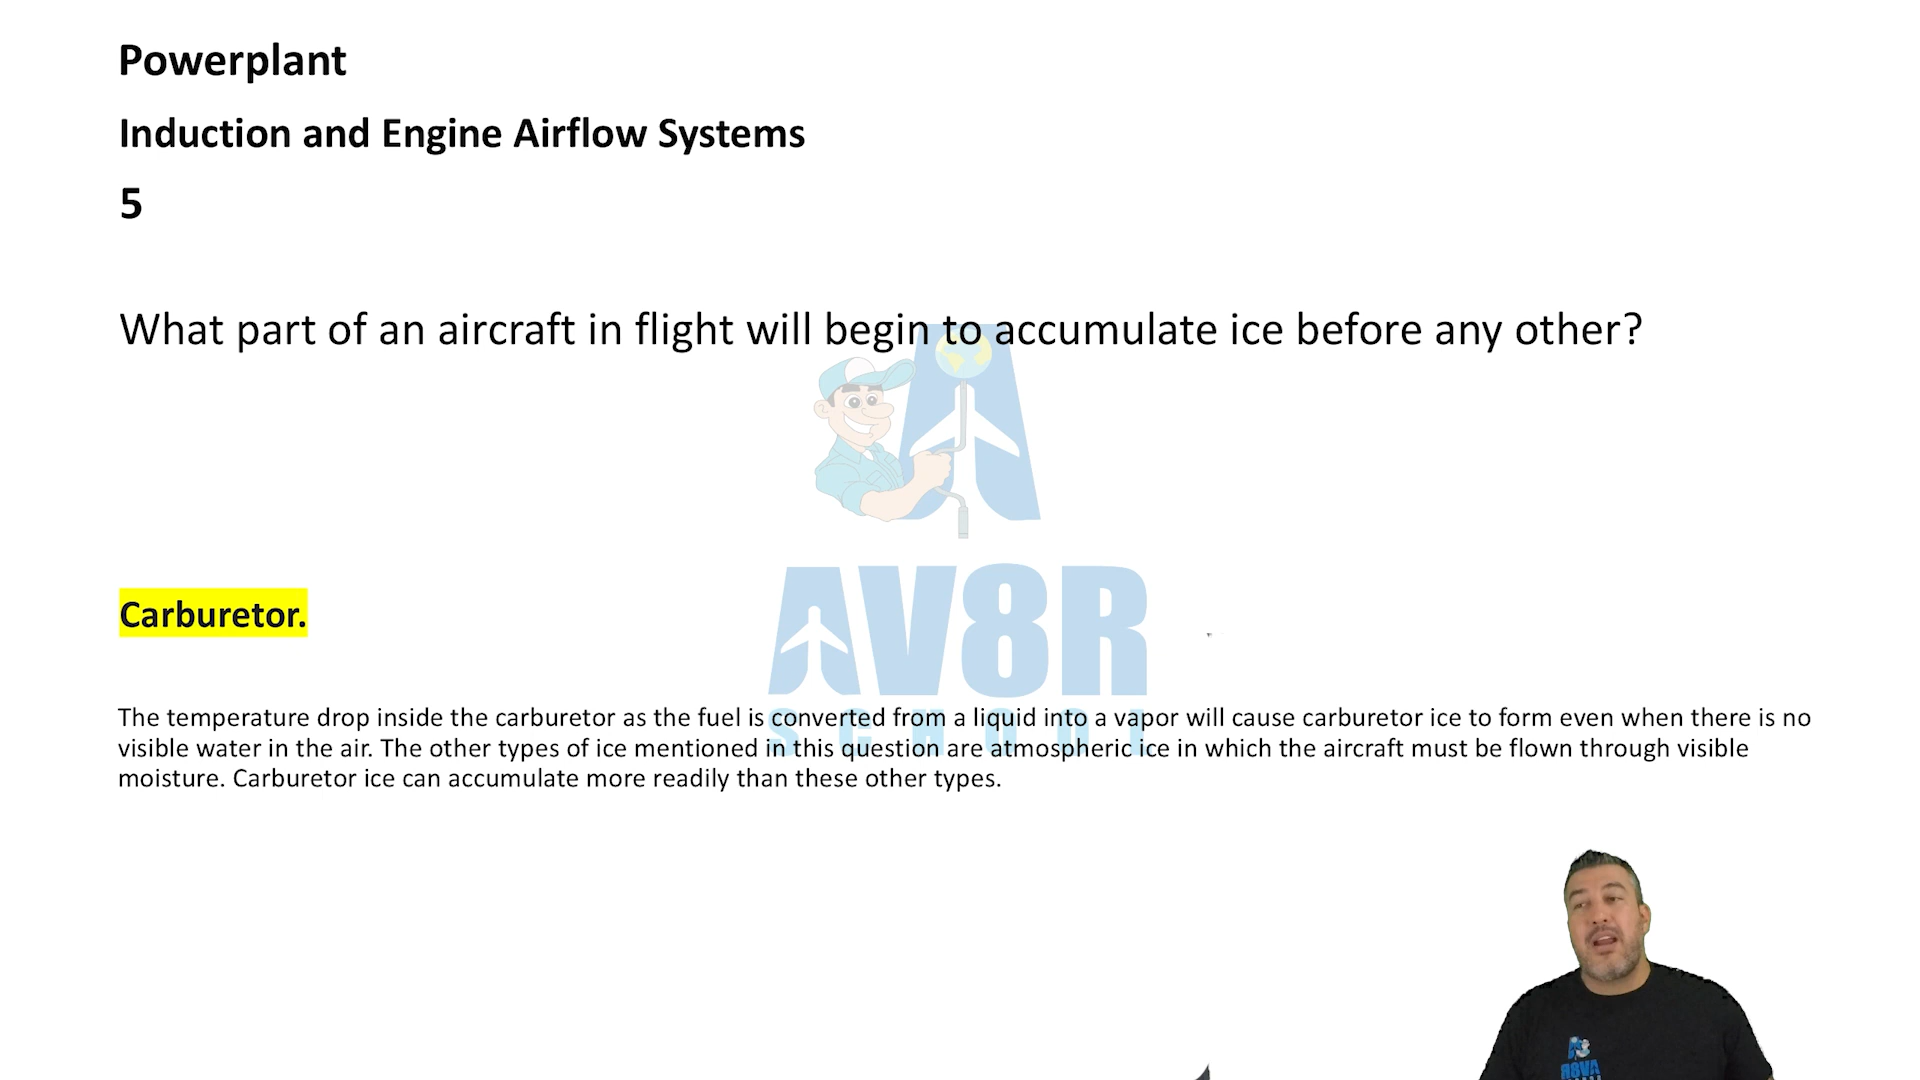 Powerplant
Induction and Engine Airflow Systems
5
What part of an aircraft in flight will begin to accumulate ice before any other?
AV8R
SCHOOL
Carburetor.
The temperature drop inside the carburetor as the fuel is converted from a liquid into a vapor will cause carburetor ice to form even when there is no
visible water in the air. The other types of ice mentioned in this question are atmospheric ice in which the aircraft must be flown through visible
moisture. Carburetor ice can accumulate more readily than these other types.